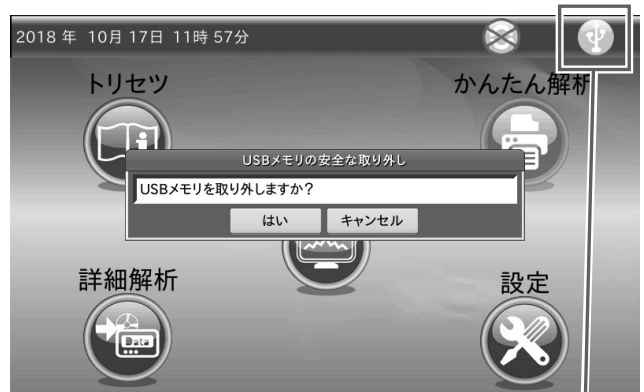 2018 年 10月 17日 11時 57分
トリセツ
かんたん解析
USBメモリの安全な取り外し
USBメモリを取り外しますか?
はい
キャンセル
詳細解析
設定
Data